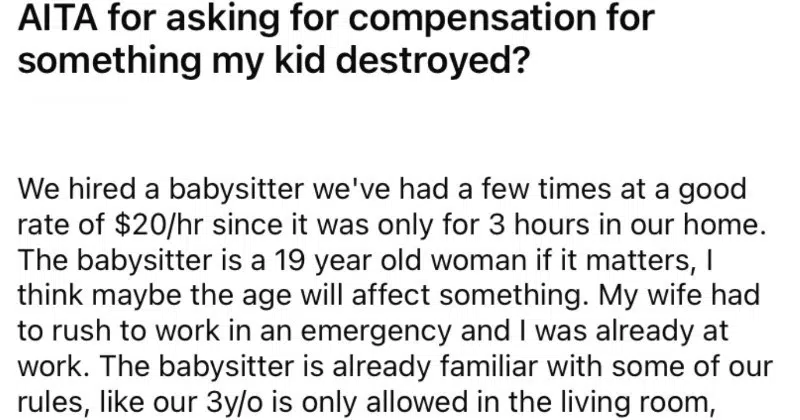 AITA for asking for compensation for
something my kid destroyed?
We hired a babysitter we've had a few times at a good
rate of $20/hr since it was only for 3 hours in our home.
The babysitter is a 19 year old woman if it matters, I
think maybe the age will affect something. My wife had
to rush to work in an emergency and I was already at
work. The babysitter is already familiar with some of our
rules, like our 3y/o is only allowed in the living room,